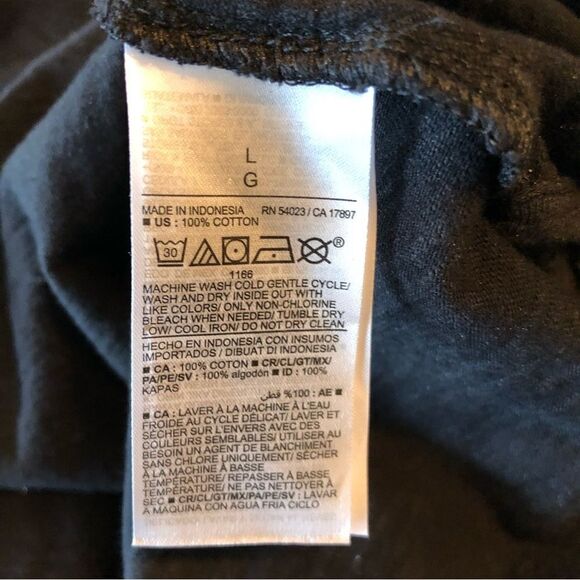 L
G
MADE IN INDONESIA RN 54023 / CA 17897
■ US : 100% COTTON
30 ®
1166
MACHINE WASH COLD GENTLE CYCLE/
WASH AND DRY INSIDE OUT WITH
LIKE COLORS/ ONLY NON-CHLORINE
BLEACH WHEN NEEDED/ TUMBLE DRY
LOW/ COOL IRON/ DO NOT DRY CLEAN
HECHO EN INDONESIA CON INSUMOS
IMPORTADOS / DIBUAT DI INDONESIA
■ CA : 100% COTON ■ CR/CL/GT/MX/
PA/PE/SV : 100% algodón ■ ID : 100%
KAPAS
■ AE : 100% قطن
■ CA : LAVER À LA MACHINE À L'EAU
FROIDE AU CYCLE DÉLICAT/ LAVER ET
SÉCHER SUR L'ENVERS AVEC DES
COULEURS SEMBLABLES/ UTILISER AU
BESOIN UN AGENT DE BLANCHIMENT
SANS CHLORE UNIQUEMENT/ SÉCHER
À LA MACHINE À BASSE
TEMPÉRATURE/ REPASSER À BASSE
TEMPÉRATURE/ NE PAS NETTOYER À
SEC ■ CR/CL/GT/MX/PA/PE/SV : LAVAR
A MAQUINA CON AGUA FRIA CICLO